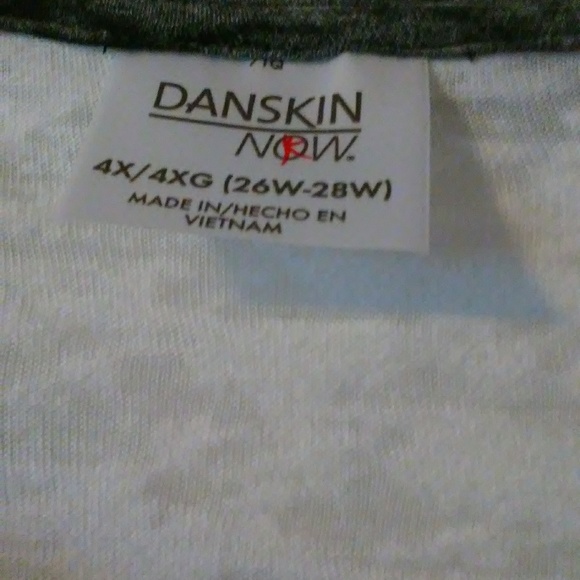 DANSKIN
NOW.
4X/4XG (26W-28W)
MADE IN/HECHO EN
VIETNAM